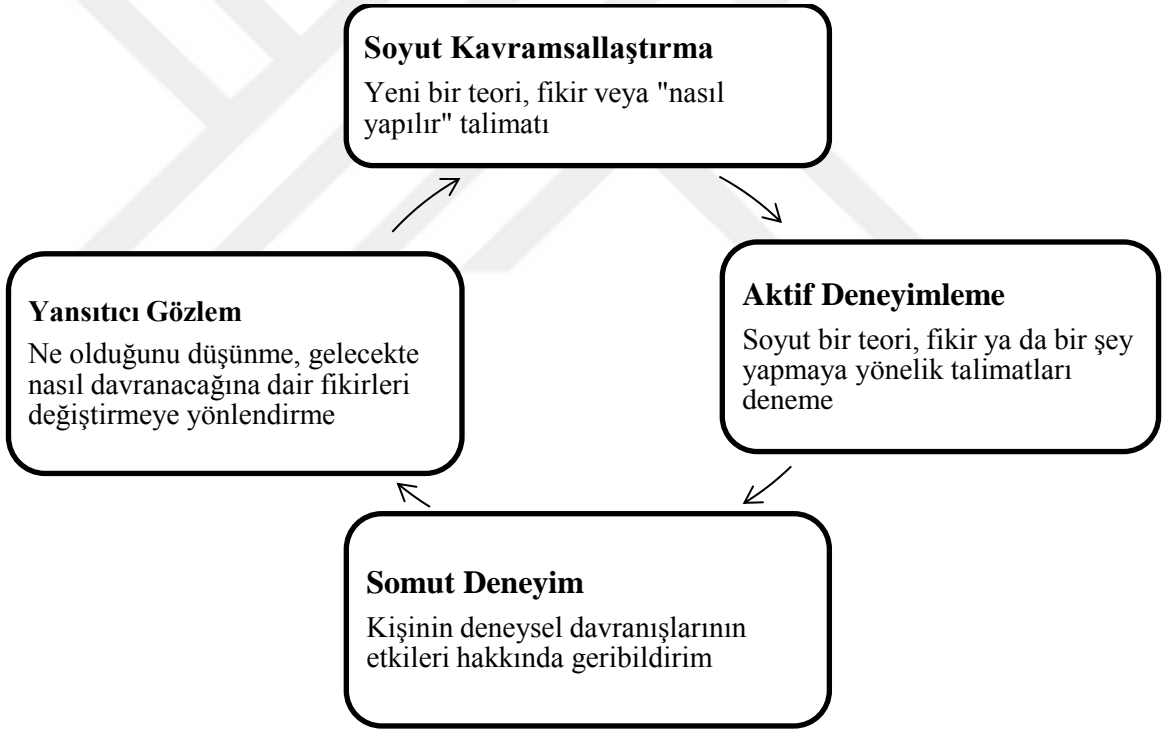 Soyut Kavramsallaştırma
Yeni bir teori, fikir veya "nasıl
yapılır" talimatı
Yansıtıcı Gözlem
Ne olduğunu düşünme, gelecekte
nasıl davranacağına dair fikirleri
değiştirmeye yönlendirme
Aktif Deneyimleme
Soyut bir teori, fikir ya da bir şey
yapmaya yönelik talimatları
deneme
Somut Deneyim
Kişinin deneysel davranışlarının
etkileri hakkında geribildirim